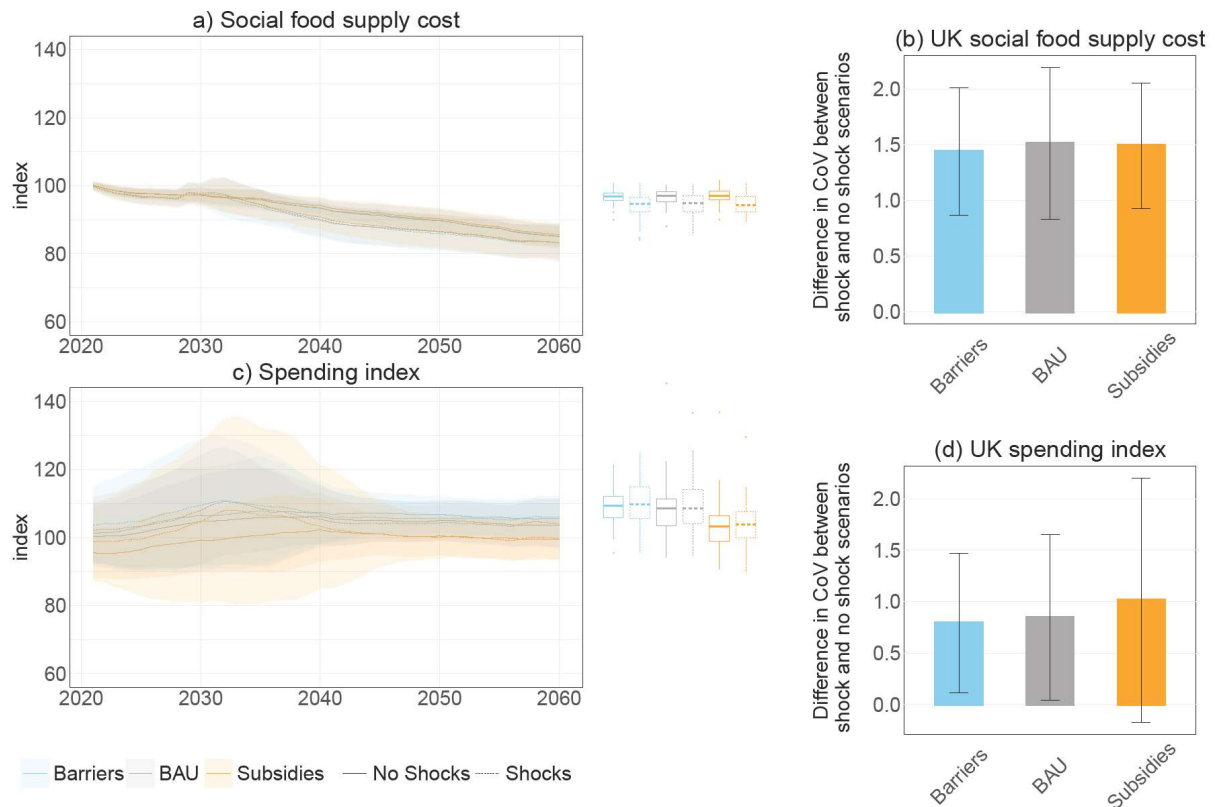 a) Social food supply cost
140
120
100
80
60
index
2020
2030
2040
2050
2060
(b) UK social food supply cost
Difference in CoV between
shock and no shock scenarios
2.0
1.5
1.0
0.5
0.0
Barriers
BAU
Subsidies
c) Spending index
140
120
100
80
60
index
2020
2030
2040
2050
2060
(d) UK spending index
Difference in CoV between
shock and no shock scenarios
2.0
1.5
1.0
0.5
0.0
Barriers
BAU
Subsidies
Barriers BAU Subsidies No Shocks Shocks